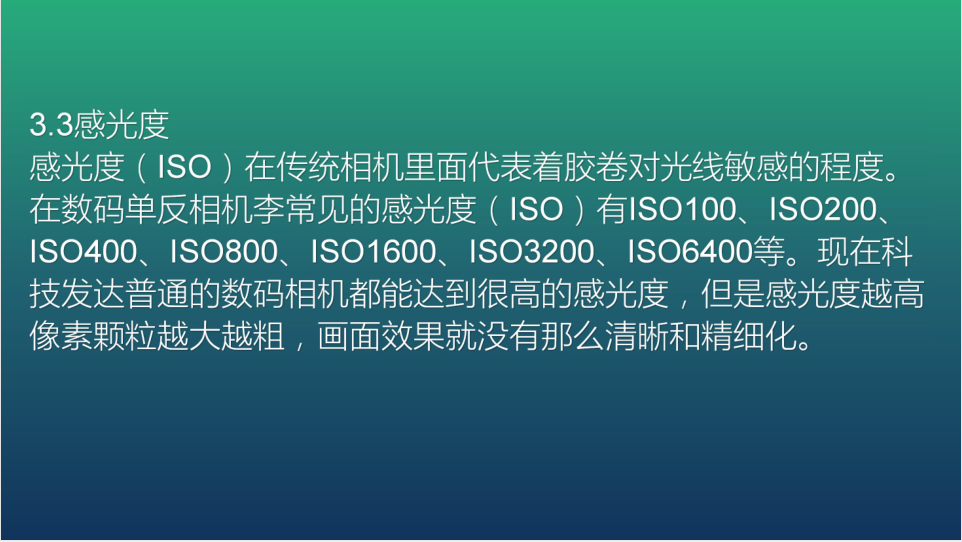 3.3感光度
感光度（ISO）在传统相机里面代表着胶卷对光线敏感的程度。
在数码单反相机李常见的感光度（ISO）有ISO100、ISO200、
ISO400、ISO800、ISO1600、ISO3200、ISO6400等。现在科
技发达普通的数码相机都能达到很高的感光度，但是感光度越高
像素颗粒越大越粗，画面效果就没有那么清晰和精细化。